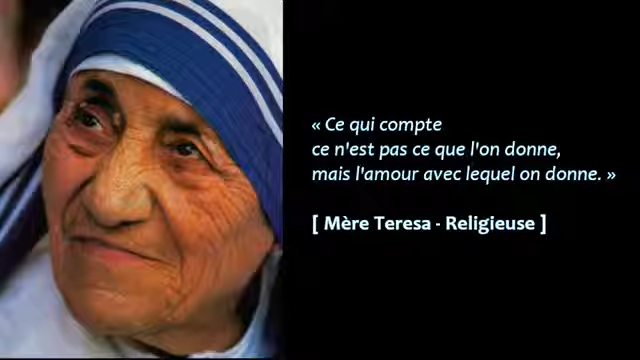 « Ce qui compte
ce n'est pas ce que l'on donne,
mais l'amour avec lequel on donne. »
[ Mère Teresa - Religieuse ]